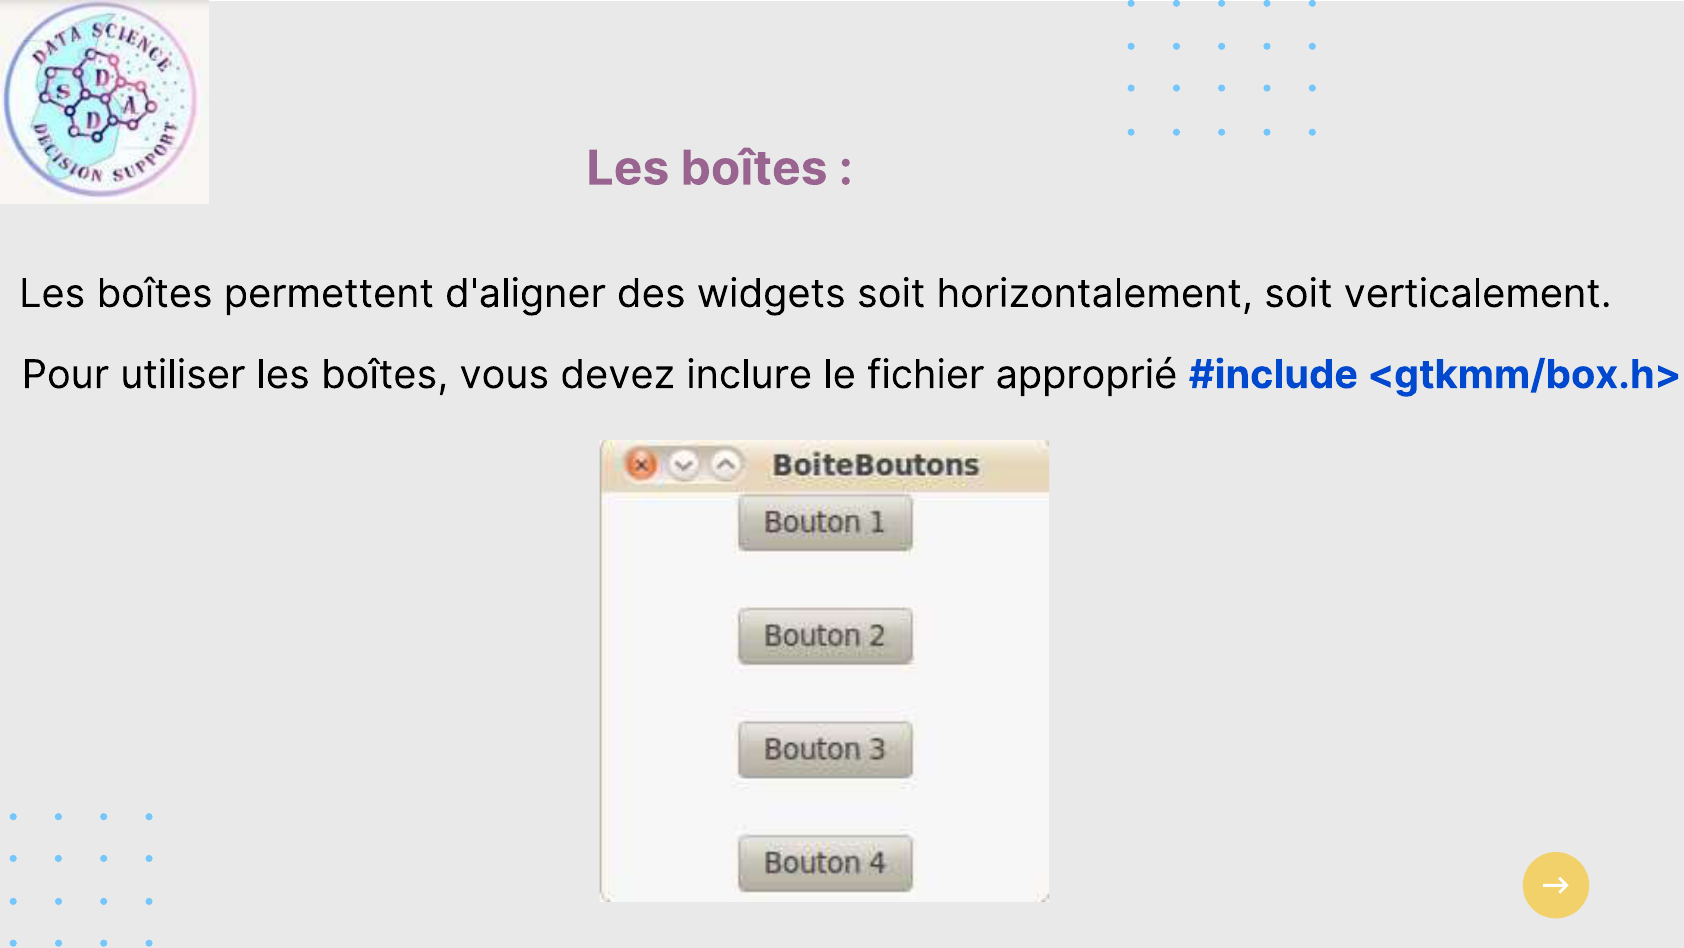 DATA SCIENCE
D
S
A
D
DECISION SUPPORT
Les boîtes :
Les boîtes permettent d'aligner des widgets soit horizontalement, soit verticalement.
Pour utiliser les boîtes, vous devez inclure le fichier approprié #include <gtkmm/box.h>
BoiteBoutons
Bouton 1
Bouton 2
Bouton 3
Bouton 4